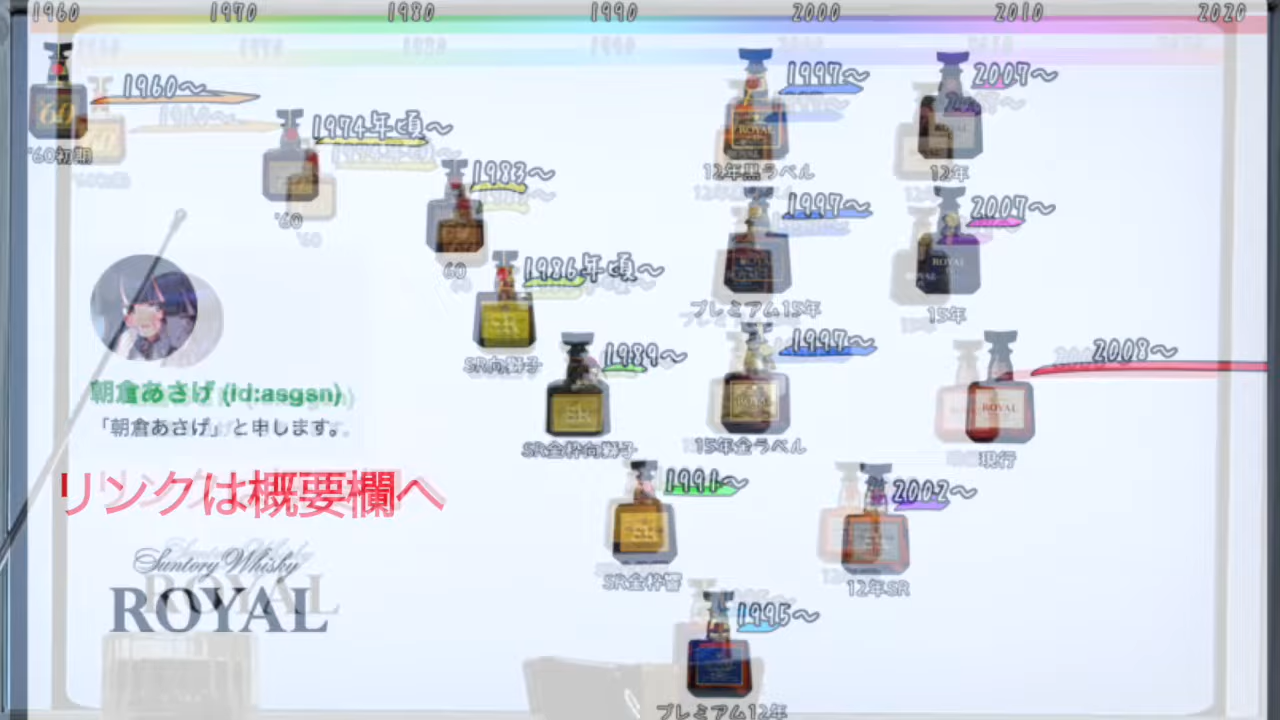 1960 1970 1980 1990 2000 2010 2020
1960～
'60初期
1974年頃～
'60
1983～
60
1986年頃～
SR向獅子
1989～
SR金枠向獅子
1991～
SR金枠響
1995～
プレミアム12年
1997～
ROYAL
12年黒ラベル
1997～
プレミアム15年
1997～
15年金ラベル
2002～
12年SR
2007～
12年
2007～
ROYAL
15年
2008～
ROYAL
現行
朝倉あさげ (id:asgsn)
「朝倉あさげ」と申します。
リンクは概要欄へ
Suntory Whisky
ROYAL